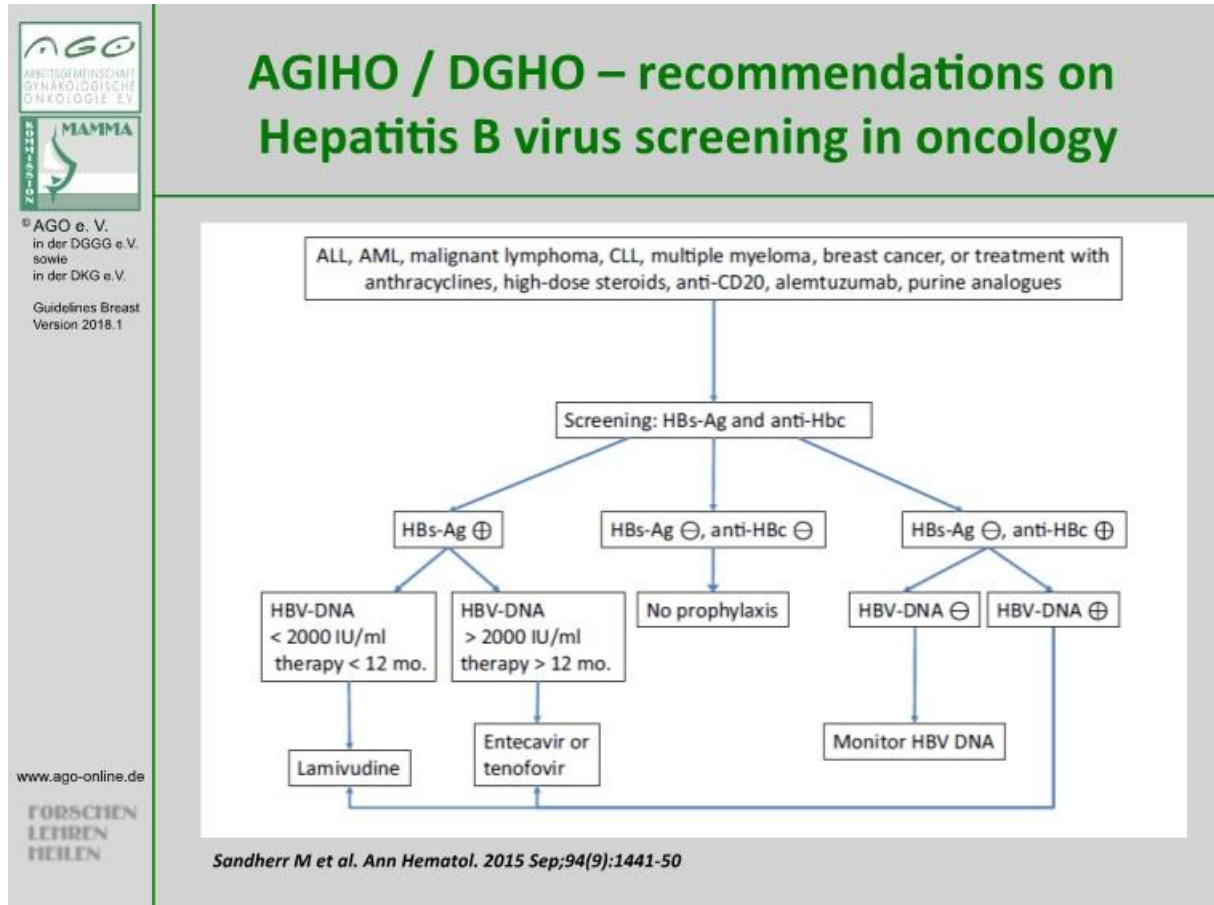 AGO
ARBEITSGEMEINSCHAFT
GYNÄKOLOGISCHE
ONKOLOGIE E.V.
KOMMISSION
MAMMA
© AGO e. V.
in der DGGG e.V.
sowie
in der DKG e.V.
Guidelines Breast
Version 2018.1
www.ago-online.de
FORSCHEN
LEHREN
HEILEN
AGIHO / DGHO – recommendations on
Hepatitis B virus screening in oncology
ALL, AML, malignant lymphoma, CLL, multiple myeloma, breast cancer, or treatment with
anthracyclines, high-dose steroids, anti-CD20, alemtuzumab, purine analogues
Screening: HBs-Ag and anti-Hbc
HBs-Ag ⊕
HBs-Ag ⊖, anti-HBc ⊖
HBs-Ag ⊖, anti-HBc ⊕
HBV-DNA
< 2000 IU/ml
therapy < 12 mo.
HBV-DNA
> 2000 IU/ml
therapy > 12 mo.
No prophylaxis
HBV-DNA ⊖
HBV-DNA ⊕
Lamivudine
Entecavir or
tenofovir
Monitor HBV DNA
Sandherr M et al. Ann Hematol. 2015 Sep;94(9):1441-50